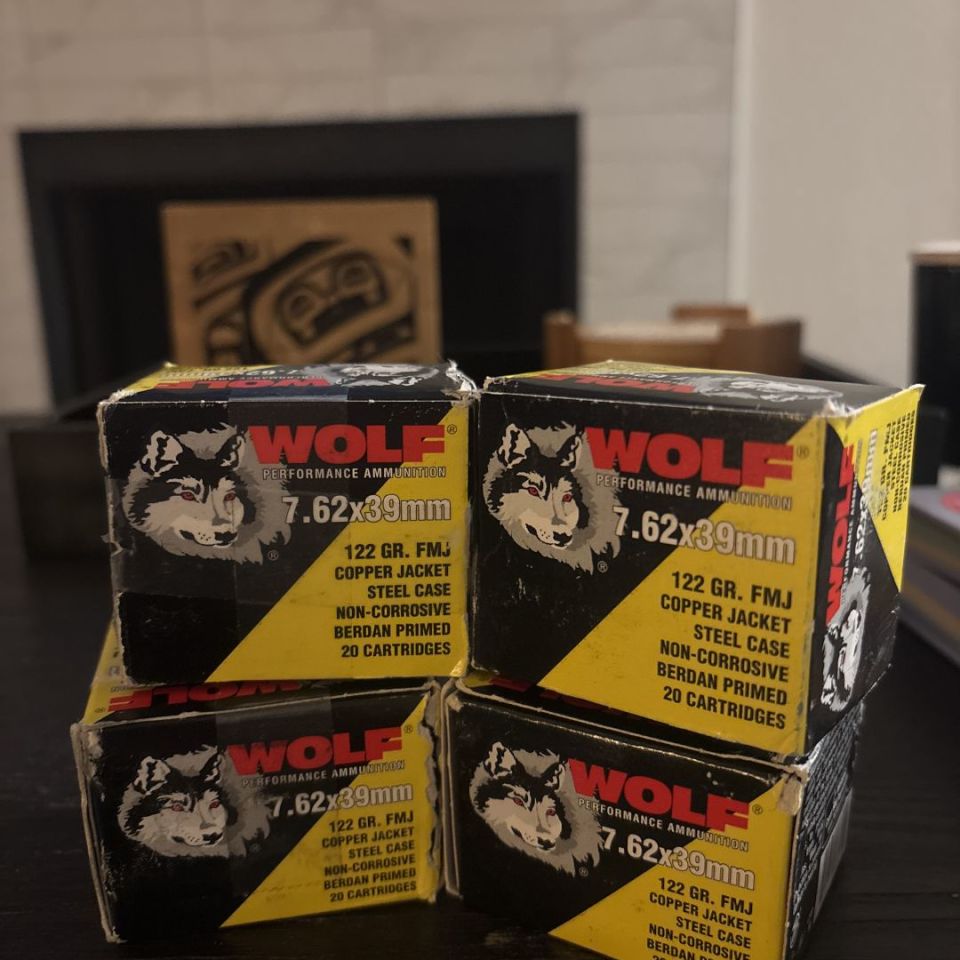 WOLF®
PERFORMANCE AMMUNITION
7.62x39mm
®
122 GR. FMJ
COPPER JACKET
STEEL CASE
NON-CORROSIVE
BERDAN PRIMED
20 CARTRIDGES
WOLF®
PERFORMANCE AMMUNITION
7.62x39mm
®
122 GR. FMJ
COPPER JACKET
STEEL CASE
NON-CORROSIVE
BERDAN PRIMED
20 CARTRIDGES
WOLF
WOLF
WOLF
WOLF®
PERFORMANCE AMMUNITION
7.62x39mm
®
122 GR. FMJ
COPPER JACKET
STEEL CASE
NON-CORROSIVE
BERDAN PRIMED
20 CARTRIDGES
WOLF®
PERFORMANCE AMMUNITION
7.62x39mm
®
122 GR. FMJ
COPPER JACKET
STEEL CASE
NON-CORROSIVE
BERDAN PRIMED